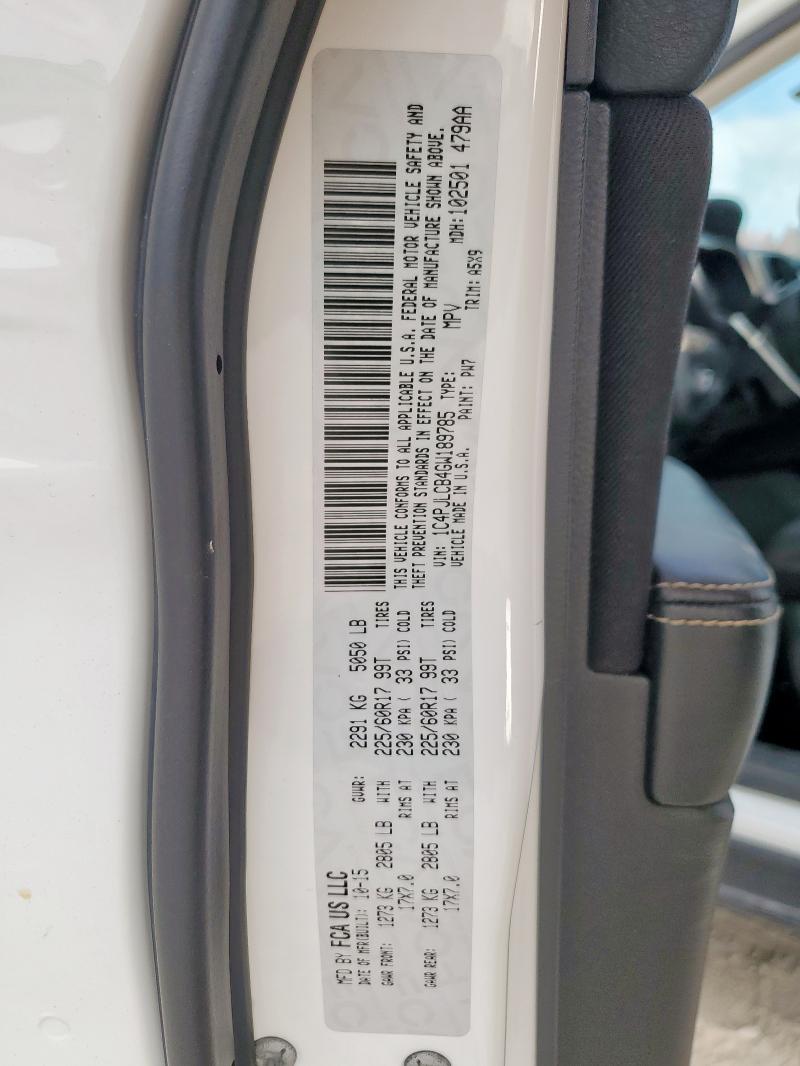 MFD BY FCA US LLC
DATE OF MFR(BUILT): 10-15 GVWR: 2291 KG 5050 LB
GAWR FRONT: 1273 KG 2805 LB WITH 225/60R17 99T TIRES
17X7.0 RIMS AT 230 KPA ( 33 PSI) COLD
GAWR REAR: 1273 KG 2805 LB WITH 225/60R17 99T TIRES
17X7.0 RIMS AT 230 KPA ( 33 PSI) COLD
THIS VEHICLE CONFORMS TO ALL APPLICABLE U.S.A. FEDERAL MOTOR VEHICLE SAFETY AND
THEFT PREVENTION STANDARDS IN EFFECT ON THE DATE OF MANUFACTURE SHOWN ABOVE.
VIN: 1C4PJLCB4GW189785 TYPE: MPV MDH:102501 479AA
VEHICLE MADE IN U.S.A. PAINT: PW7 TRIM: A5X9